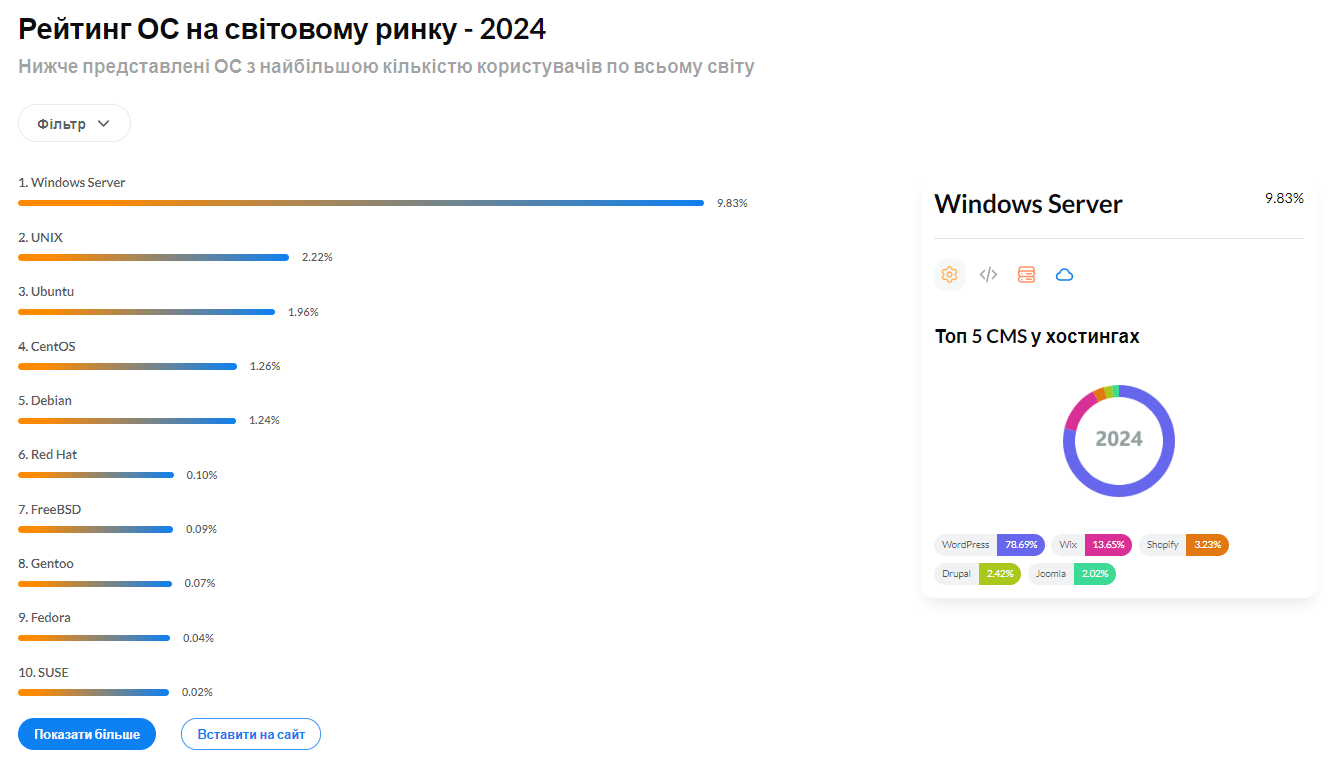 Рейтинг ОС на світовому ринку - 2024
Нижче представлені ОС з найбільшою кількістю користувачів по всьому світу
Фільтр
1. Windows Server
9.83%
2. UNIX
2.22%
3. Ubuntu
1.96%
4. CentOS
1.26%
5. Debian
1.24%
6. Red Hat
0.10%
7. FreeBSD
0.09%
8. Gentoo
0.07%
9. Fedora
0.04%
10. SUSE
0.02%
Показати більше
Вставити на сайт
Windows Server 9.83%
Топ 5 CMS у хостингах
2024
WordPress 78.69% Wix 13.65% Shopify 3.23%
Drupal 2.42% Joomla 2.02%